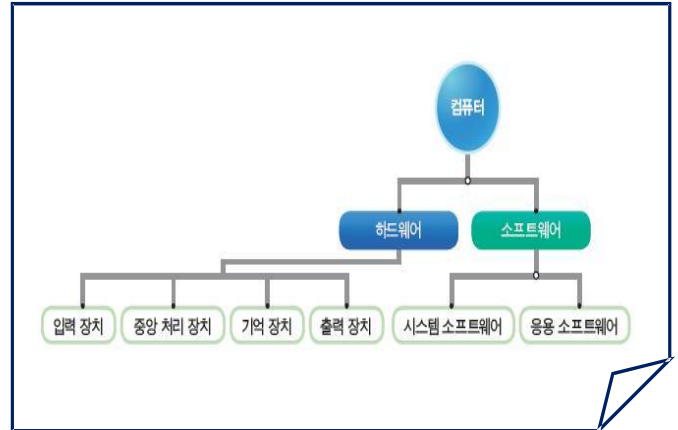 컴퓨터
하드웨어 소프트웨어
입력 장치 중앙 처리 장치 기억 장치 출력 장치 시스템 소프트웨어 응용 소프트웨어